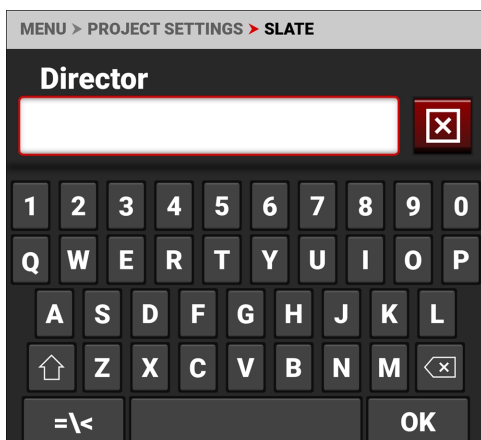 MENU > PROJECT SETTINGS > SLATE
Director
1 2 3 4 5 6 7 8 9 0
Q W E R T Y U I O P
A S D F G H J K L
Z X C V B N M
=\< OK